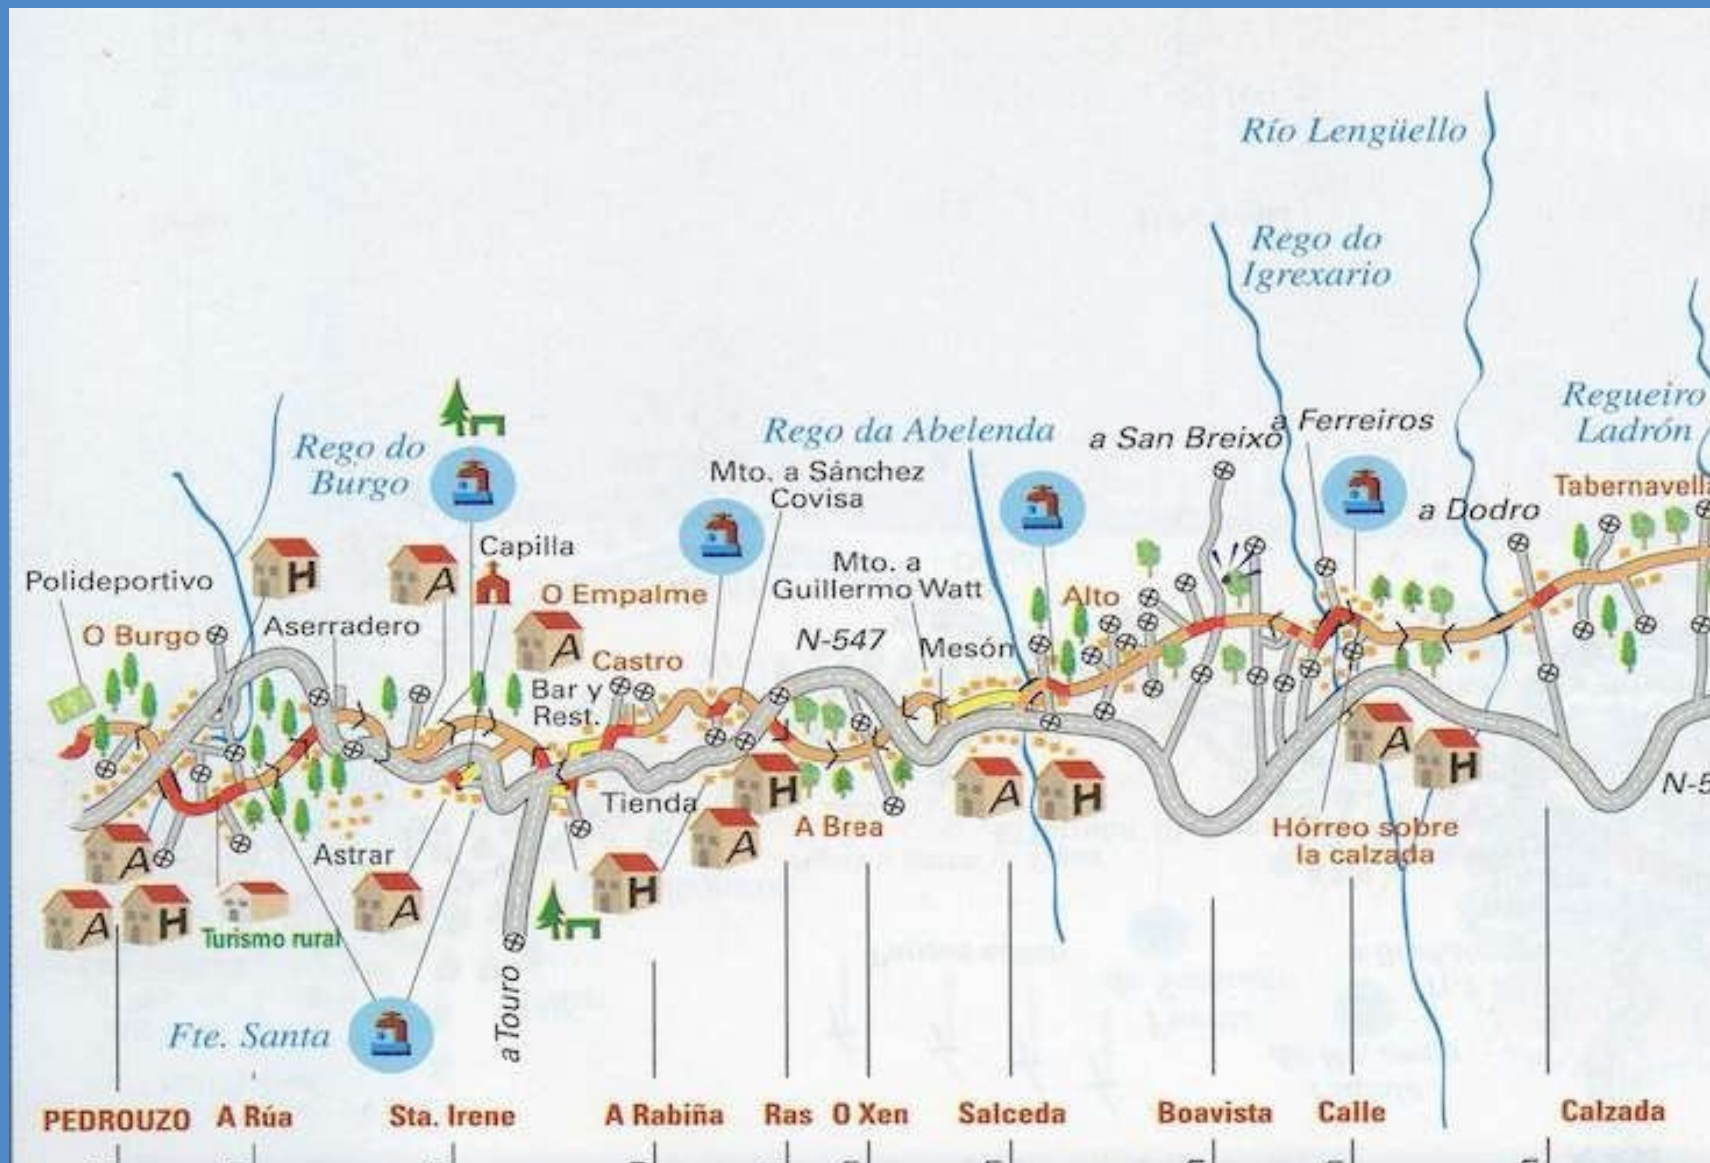 Río Lengüello
Rego do
Igrexario
Regueiro
Ladrón
a Ferreiros
a San Breixo
Rego da Abelenda
Rego do
Burgo
Mto. a Sánchez
Covisa
Tabernavella
a Dodro
Capilla
Polideportivo
Mto. a
Guillermo Watt
O Empalme
Alto
O Burgo
Aserradero
N-547
Mesón
Castro
Bar y
Rest.
H
A
A
Tienda
A Brea
N-5
H
A
A
H
A
H
Hórreo sobre
la calzada
Astrar
A
A
H
A
H
Turismo rural
a Touro
Fte. Santa
PEDROUZO
A Rúa
Sta. Irene
A Rabiña
Ras
O Xen
Salceda
Boavista
Calle
Calzada